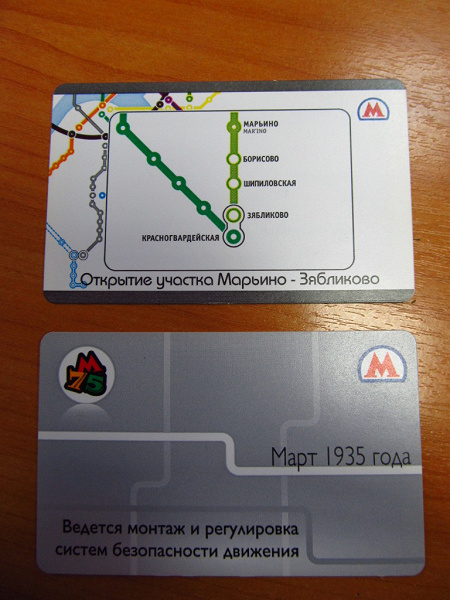 М
МАРЬИНО
MAR'INO
БОРИСОВО
ШИПИЛОВСКАЯ
ЗЯБЛИКОВО
КРАСНОГВАРДЕЙСКАЯ
Открытие участка Марьино - Зябликово
М
75
М
Март 1935 года
Ведется монтаж и регулировка
систем безопасности движения